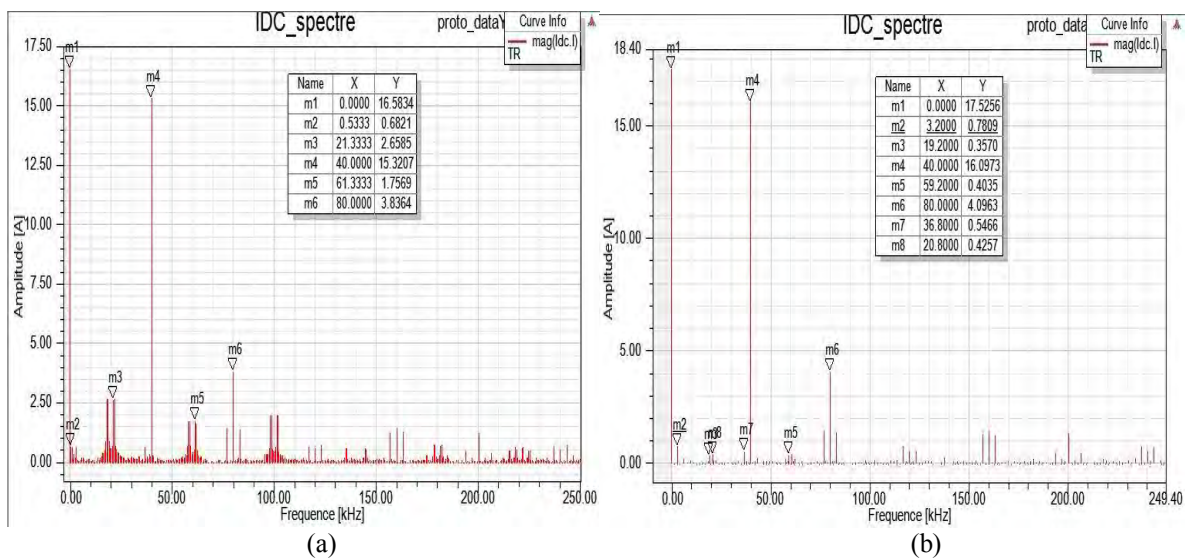 IDC_spectre
proto_data
Curve Info
mag(Idc.I)
TR
17.50
15.00
12.50
10.00
7.50
5.00
2.50
0.00
Amplitude [A]
m1
m4
m3
m2
m5
m6
Name X Y
m1 0.0000 16.5834
m2 0.5333 0.6821
m3 21.3333 2.6585
m4 40.0000 15.3207
m5 61.3333 1.7569
m6 80.0000 3.8364
0.00 50.00 100.00 150.00 200.00 250.00
Frequence [kHz]
(a)
IDC_spectre
proto_data
Curve Info
mag(Idc.I)
TR
18.40
15.00
10.00
5.00
0.00
Amplitude [A]
m1
m4
m6
m2
m7
m5
Name X Y
m1 0.0000 17.5256
m2 3.2000 0.7809
m3 19.2000 0.3570
m4 40.0000 16.0973
m5 59.2000 0.4035
m6 80.0000 4.0963
m7 36.8000 0.5466
m8 20.8000 0.4257
0.00 50.00 100.00 150.00 200.00 249.40
Frequence [kHz]
(b)